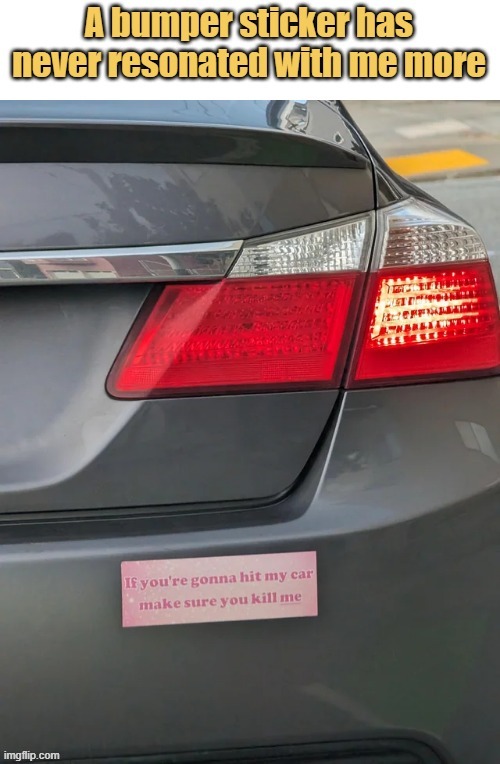 A bumper sticker has
never resonated with me more
If you're gonna hit my car
make sure you kill me
imgflip.com